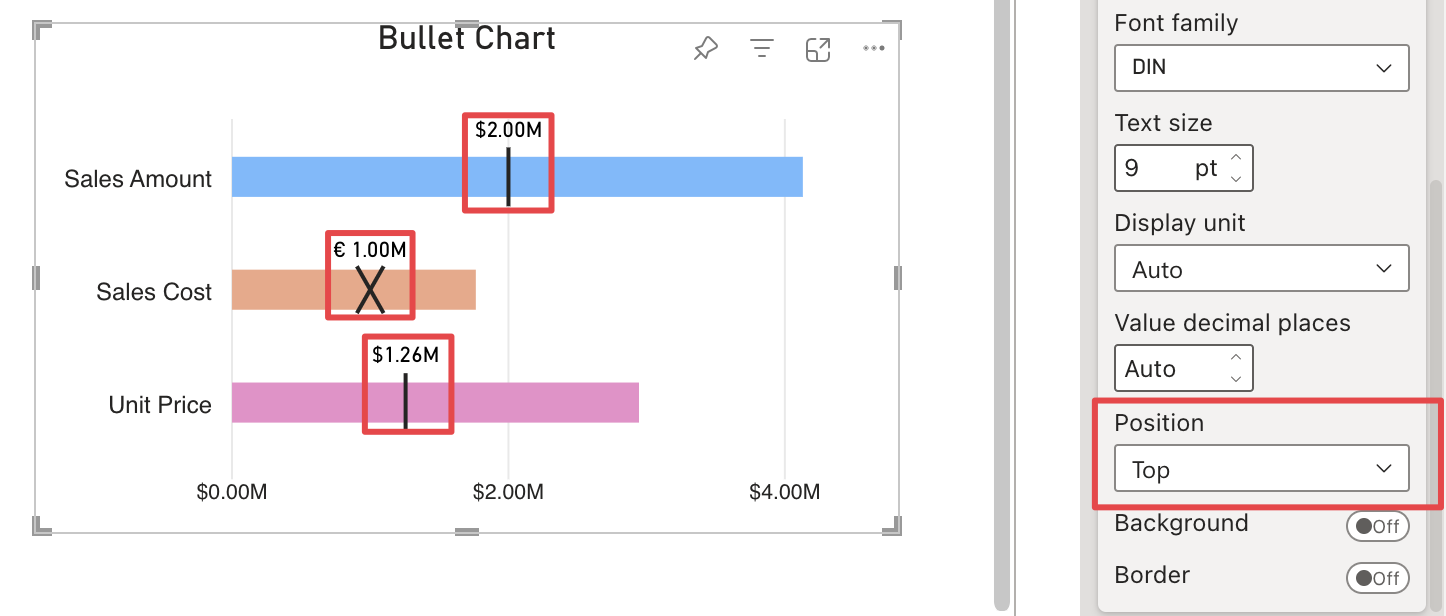 Bullet Chart
$2.00M
Sales Amount
€ 1.00M
Sales Cost
$1.26M
Unit Price
$0.00M $2.00M $4.00M
Font family
DIN
Text size
9 pt
Display unit
Auto
Value decimal places
Auto
Position
Top
Background Off
Border Off